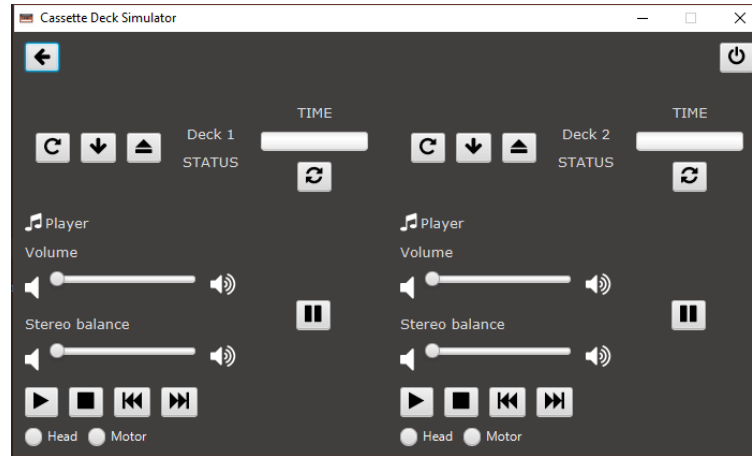 Cassette Deck Simulator
TIME
TIME
Deck 1
Deck 2
STATUS
STATUS
Player
Player
Volume
Volume
Stereo balance
Stereo balance
Head Motor
Head Motor